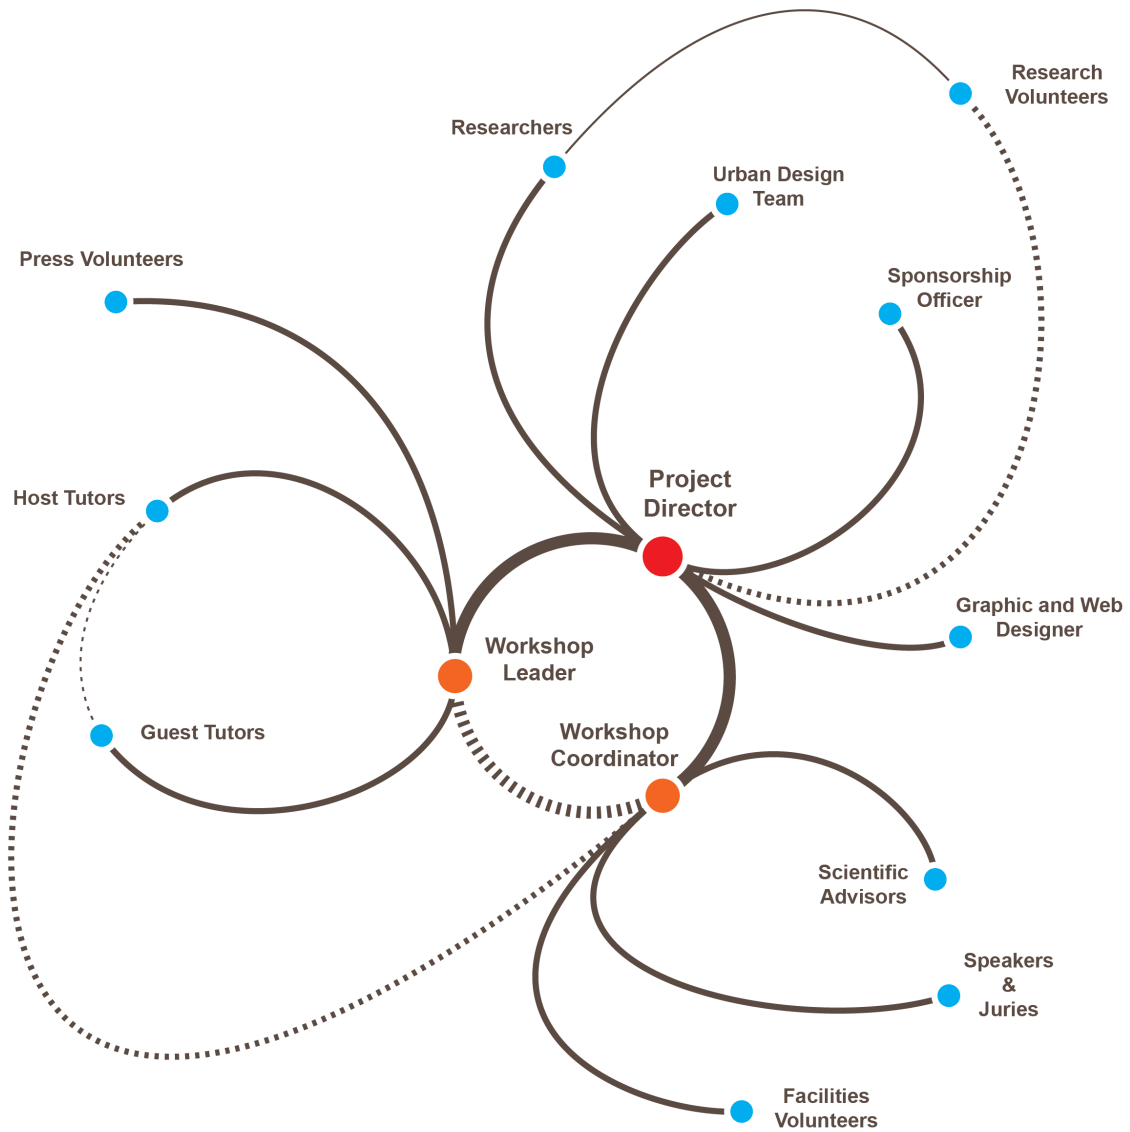 Research
Volunteers
Researchers
Urban Design
Team
Press Volunteers
Sponsorship
Officer
Project
Director
Host Tutors
Graphic and Web
Designer
Workshop
Leader
Guest Tutors
Workshop
Coordinator
Scientific
Advisors
Speakers
&
Juries
Facilities
Volunteers